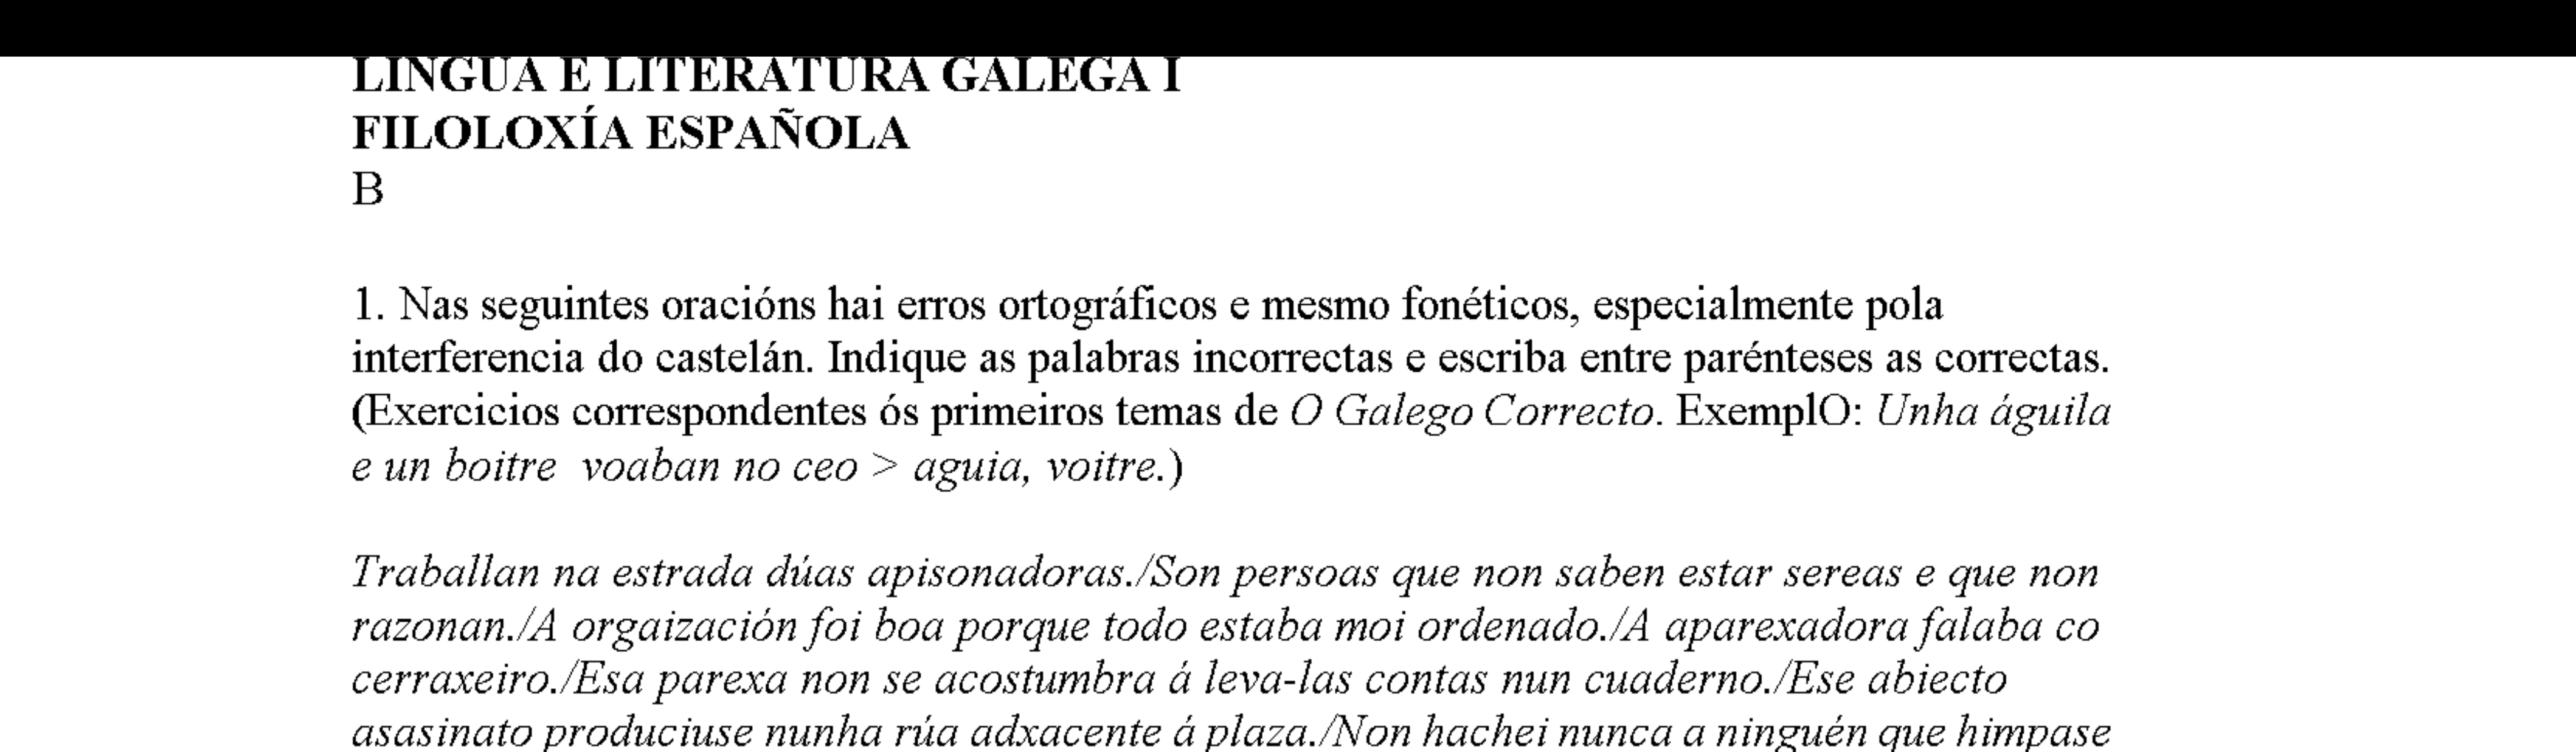 LINGUA E LITERATURA GALEGA I
FILOLOXÍA ESPAÑOLA
B
1. Nas seguintes oracións hai erros ortográficos e mesmo fonéticos, especialmente pola
interferencia do castelán. Indique as palabras incorrectas e escriba entre parénteses as correctas.
(Exercicios correspondentes ós primeiros temas de O Galego Correcto. ExemplO: Unha águila
e un boitre voaban no ceo > aguia, voitre.)
Traballan na estrada dúas apisonadoras./Son persoas que non saben estar sereas e que non
razonan./A orgaización foi boa porque todo estaba moi ordenado./A aparexadora falaba co
cerraxeiro./Esa parexa non se acostumbra á leva-las contas nun cuaderno./Ese abiecto
asasinato produciuse nunha rúa adxacente á plaza./Non hachei nunca a ninguén que himpase